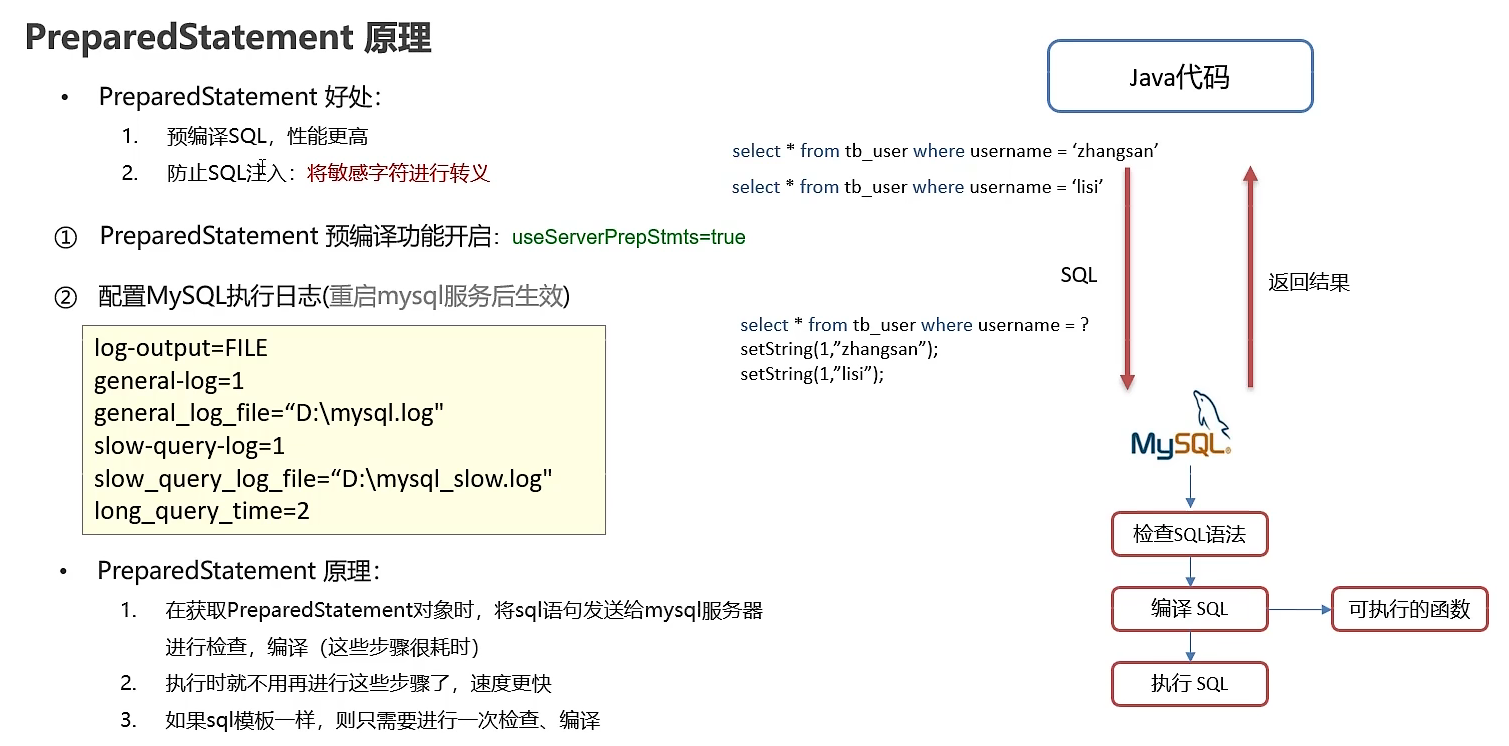 PreparedStatement 原理
• PreparedStatement 好处：
1. 预编译SQL，性能更高
2. 防止SQL注入：将敏感字符进行转义
① PreparedStatement 预编译功能开启：useServerPrepStmts=true
② 配置MySQL执行日志(重启mysql服务后生效)
log-output=FILE
general-log=1
general_log_file=“D:\mysql.log"
slow-query-log=1
slow_query_log_file=“D:\mysql_slow.log"
long_query_time=2
• PreparedStatement 原理：
1. 在获取PreparedStatement对象时，将sql语句发送给mysql服务器
进行检查，编译（这些步骤很耗时）
2. 执行时就不用再进行这些步骤了，速度更快
3. 如果sql模板一样，则只需要进行一次检查、编译
Java代码
select * from tb_user where username = ‘zhangsan’
select * from tb_user where username = ‘lisi’
SQL
返回结果
select * from tb_user where username = ?
setString(1,”zhangsan”);
setString(1,”lisi”);
MySQL®
检查SQL语法
编译 SQL
可执行的函数
执行 SQL